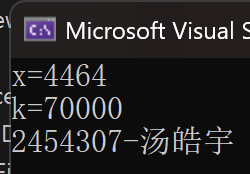 Microsoft Visual S
x=4464
k=70000
2454307-汤皓宇